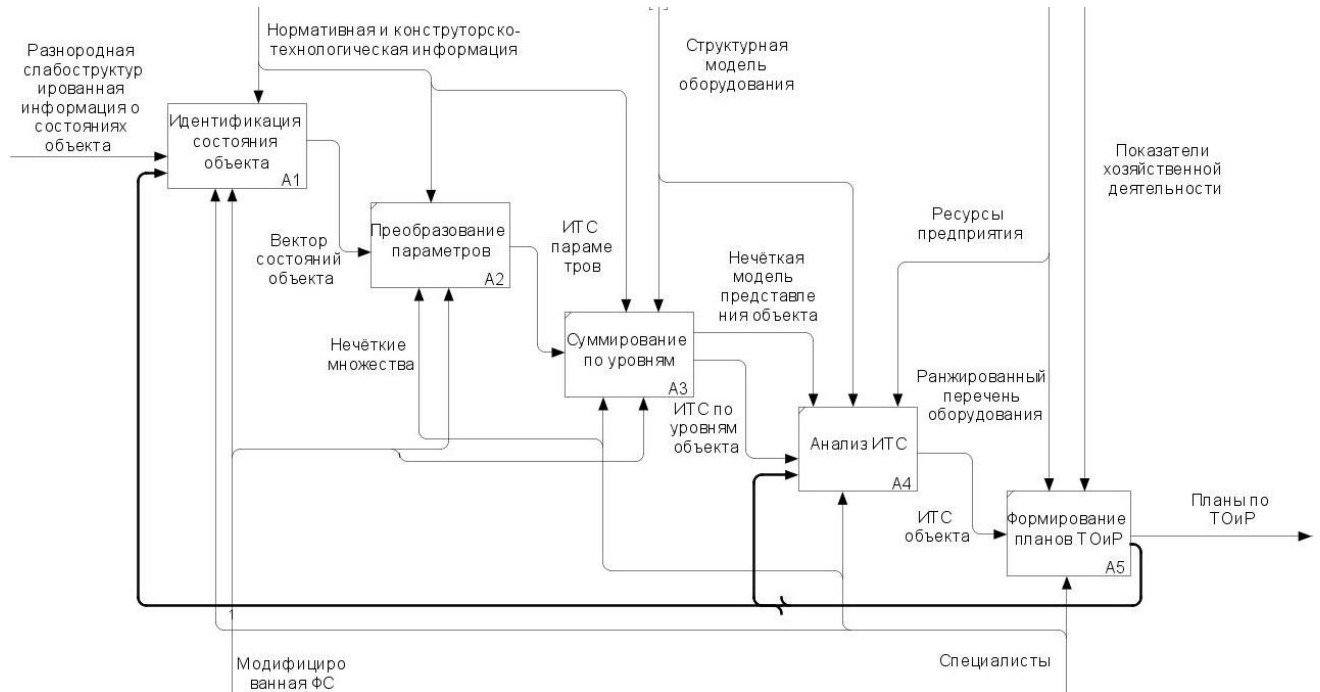 Разнородная
слабоструктур
ированная
информация о
состояниях
объекта
Нормативная и конструторско-
технологическая информация
Структурная
модель
оборудования
Показатели
хозяйственной
деятельности
Ресурсы
предприятия
Идентификация
состояния
объекта
A1
Вектор
состояний
объекта
Преобразование
параметров
A2
ИТС
параме
тров
Нечёткие
множества
Суммирование
по уровням
A3
Нечёткая
модель
представле
ния объекта
ИТС по
уровням
объекта
Ранжированный
перечень
оборудования
Анализ ИТС
A4
ИТС
объекта
Формирование
планов ТОиР
A5
Планы по
ТОиР
1
Модифициро
ванная ФС
Специалисты